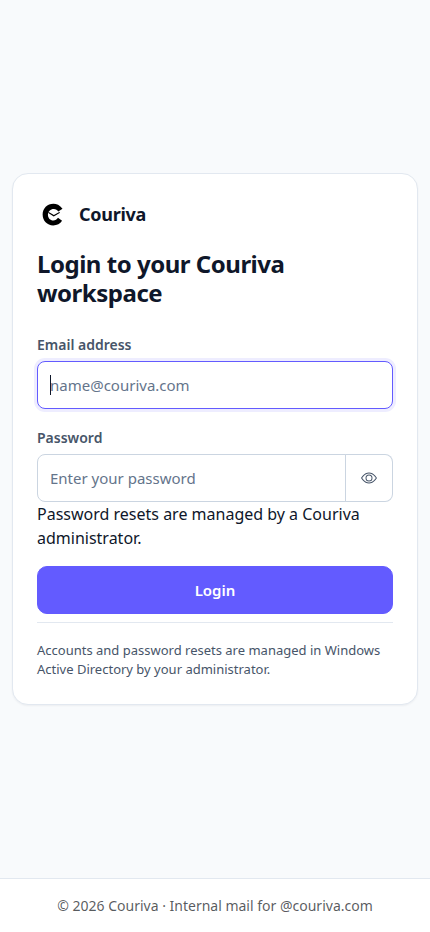 Couriva
Login to your Couriva
workspace
Email address
name@couriva.com
Password
Enter your password
Password resets are managed by a Couriva
administrator.
Login
Accounts and password resets are managed in Windows
Active Directory by your administrator.
© 2026 Couriva · Internal mail for @couriva.com